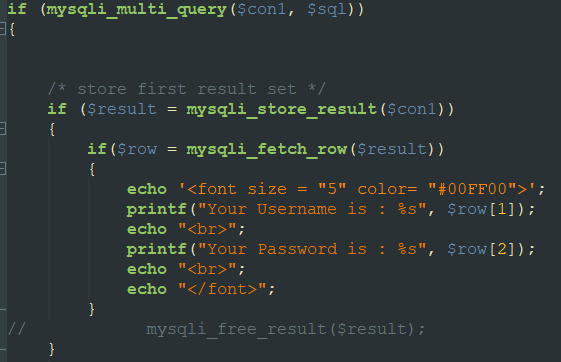 if (mysqli_multi_query($con1, $sql))
{
/* store first result set */
if ($result = mysqli_store_result($con1))
{
if($row = mysqli_fetch_row($result))
{
echo '<font size = "5" color= "#00FF00">';
printf("Your Username is : %s", $row[1]);
echo "<br>";
printf("Your Password is : %s", $row[2]);
echo "<br>";
echo "</font>";
}
// mysqli_free_result($result);
}